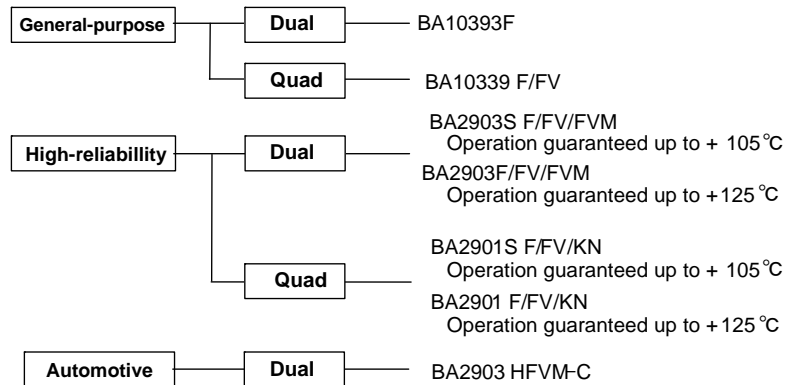 General-purpose
Dual
BA10393F
Quad
BA10339 F/FV
High-reliabillity
Dual
BA2903S F/FV/FVM
Operation guaranteed up to + 105℃
BA2903F/FV/FVM
Operation guaranteed up to +125℃
Quad
BA2901S F/FV/KN
Operation guaranteed up to + 105℃
BA2901 F/FV/KN
Operation guaranteed up to +125℃
Automotive
Dual
BA2903 HFVM-C